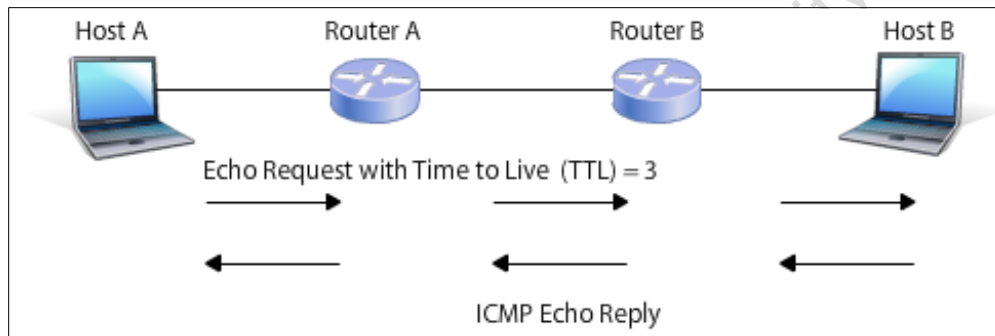 Host A
Router A
Router B
Host B
Echo Request with Time to Live (TTL) = 3
ICMP Echo Reply